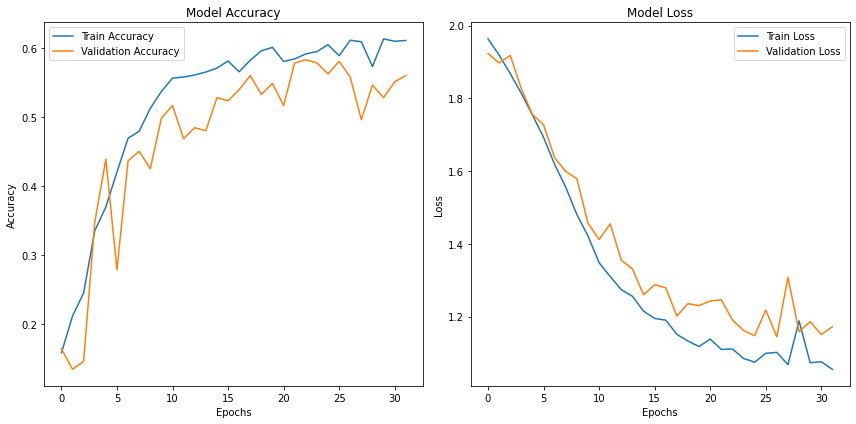 Model Accuracy
Train Accuracy
Validation Accuracy
0.6
0.5
0.4
0.3
0.2
Accuracy
0
5
10
15
20
25
30
Epochs
Model Loss
Train Loss
Validation Loss
2.0
1.8
1.6
1.4
1.2
Loss
0
5
10
15
20
25
30
Epochs